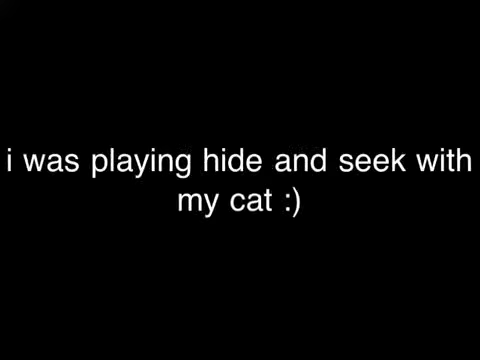 i was playing hide and seek with
my cat :)